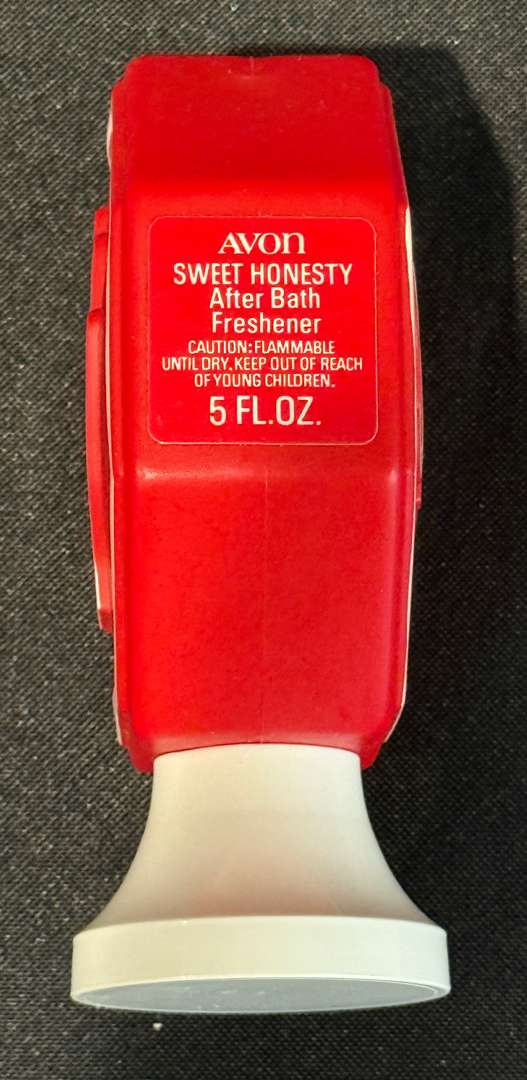 AVON
SWEET HONESTY
After Bath
Freshener
CAUTION: FLAMMABLE
UNTIL DRY. KEEP OUT OF REACH
OF YOUNG CHILDREN.
5 FL.OZ.